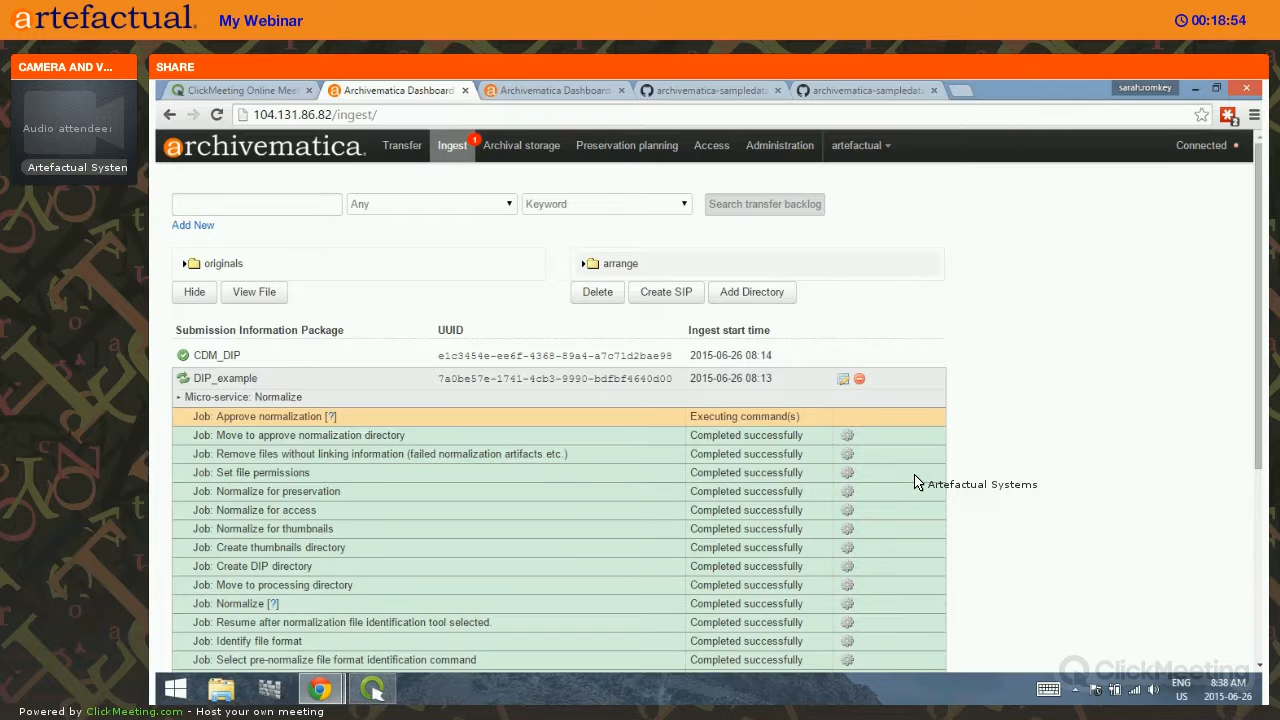 artefactual. My Webinar 00:18:54
CAMERA AND V... SHARE
Audio attendee:
Artefactual System
ClickMeeting Online Meet Archivematica Dashboard Archivematica Dashboard archivematica-sampledata archivematica-sampledata sarah.romkey
104.131.86.82/ingest/ 2
archivematica. Transfer Ingest 1 Archival storage Preservation planning Access Administration artefactual Connected
Any Keyword Search transfer backlog
Add New
originals arrange
Hide View File Delete Create SIP Add Directory
Submission Information Package UUID Ingest start time
CDM_DIP e1c3454e-ee6f-4368-89a4-a7c71d2bae98 2015-06-26 08:14
DIP_example 7a0be57e-1741-4cb3-9990-bdfbf4640d00 2015-06-26 08:13
Micro-service: Normalize
Job: Approve normalization [?] Executing command(s)
Job: Move to approve normalization directory Completed successfully
Job: Remove files without linking information (failed normalization artifacts etc.) Completed successfully
Job: Set file permissions Completed successfully
Artefactual Systems
Job: Normalize for preservation Completed successfully
Job: Normalize for access Completed successfully
Job: Normalize for thumbnails Completed successfully
Job: Create thumbnails directory Completed successfully
Job: Create DIP directory Completed successfully
Job: Move to processing directory Completed successfully
Job: Normalize [?] Completed successfully
Job: Resume after normalization file identification tool selected. Completed successfully
Job: Identify file format Completed successfully
Job: Select pre-normalize file format identification command Completed successfully
ClickMeeting
ENG 8:38 AM
US 2015-06-26
Powered by ClickMeeting.com - Host your own meeting